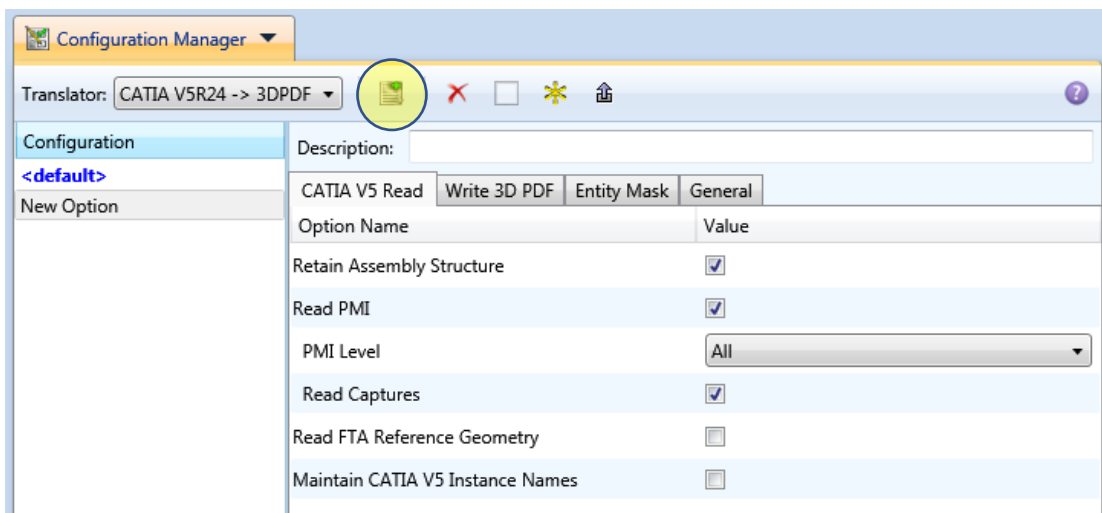 Configuration Manager
Translator: CATIA V5R24 -> 3DPDF
?
Configuration
Description:
<default>
CATIA V5 Read Write 3D PDF Entity Mask General
New Option
Option Name Value
Retain Assembly Structure
Read PMI
PMI Level All
Read Captures
Read FTA Reference Geometry
Maintain CATIA V5 Instance Names